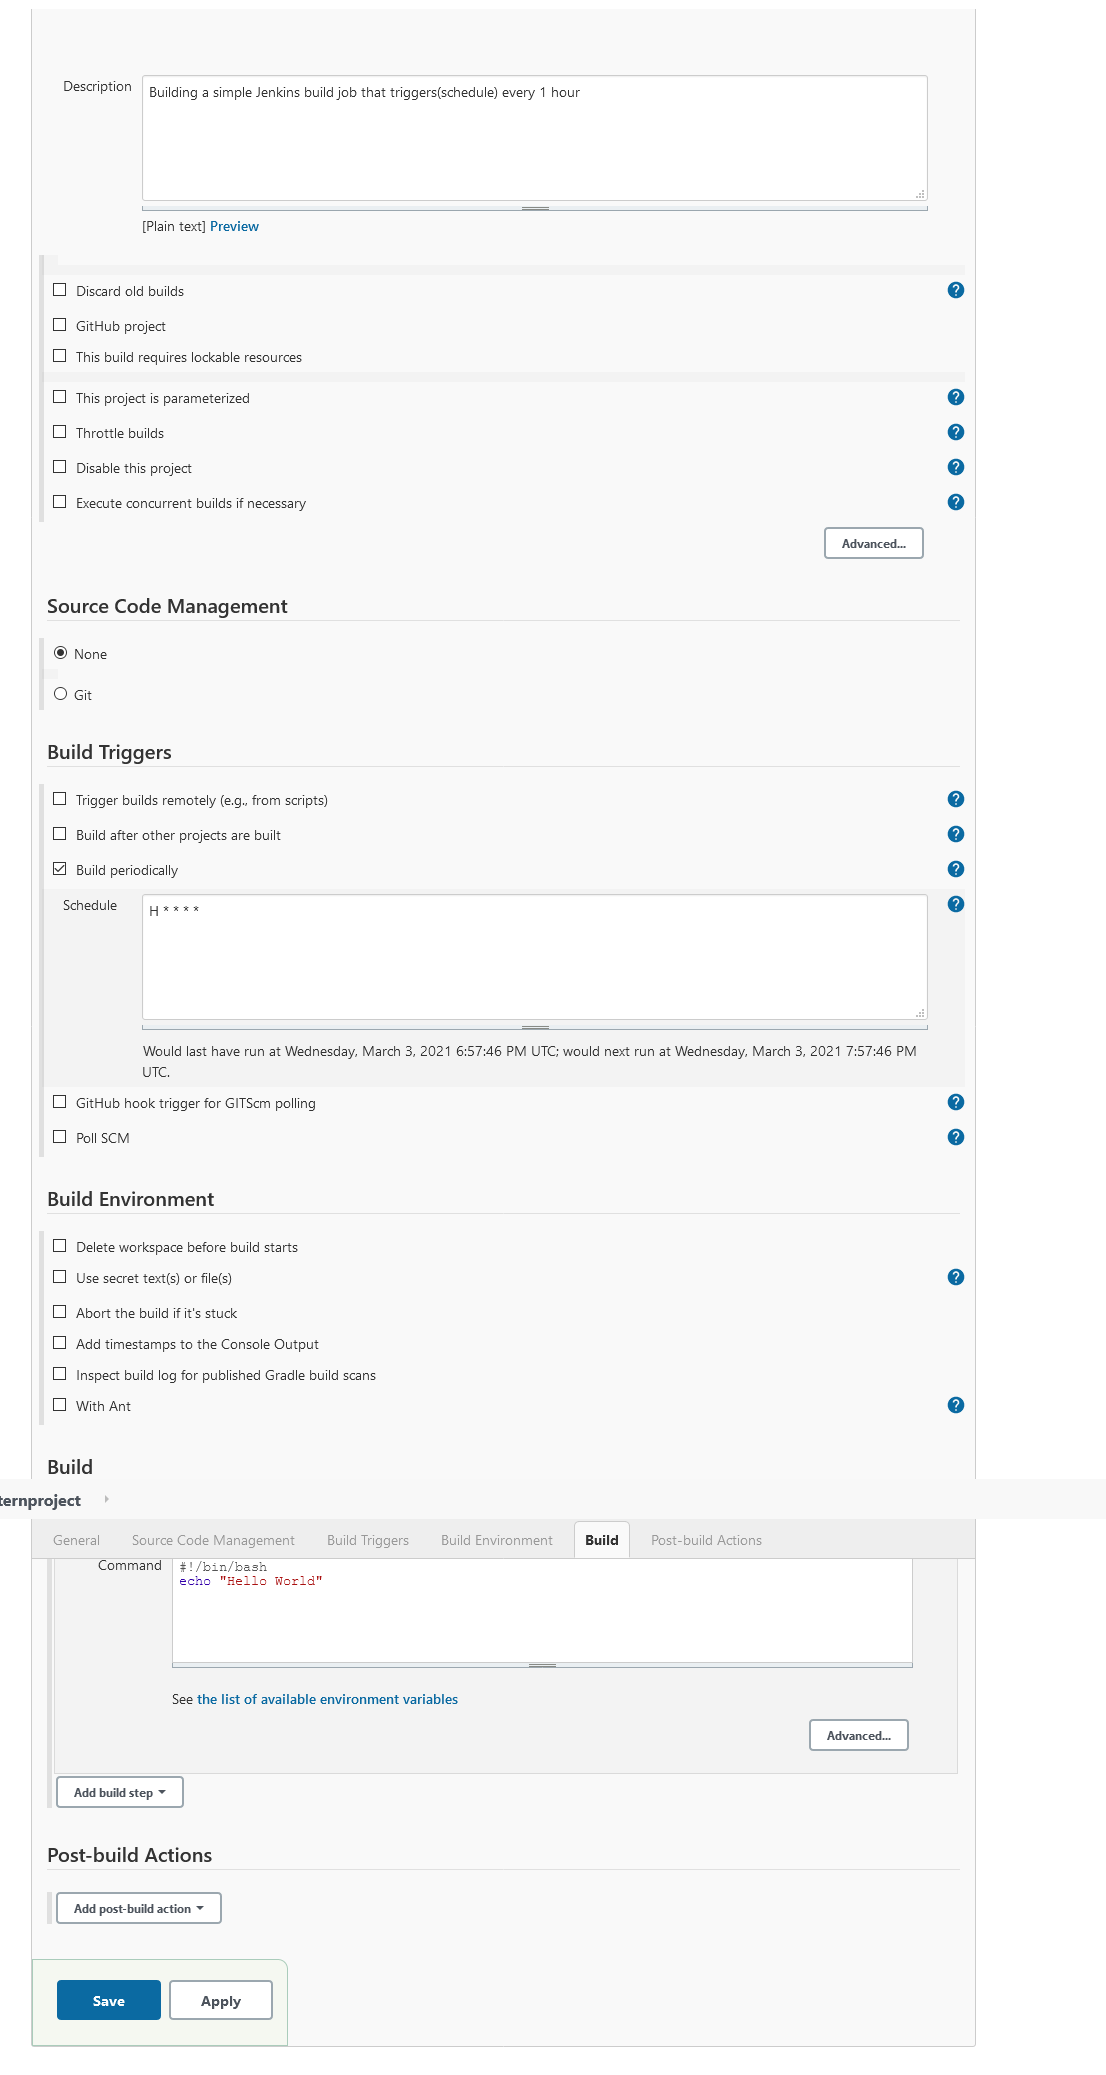 Description
Building a simple Jenkins build job that triggers(schedule) every 1 hour
[Plain text] Preview
Discard old builds
GitHub project
This build requires lockable resources
This project is parameterized
Throttle builds
Disable this project
Execute concurrent builds if necessary
Advanced...
Source Code Management
None
Git
Build Triggers
Trigger builds remotely (e.g., from scripts)
Build after other projects are built
Build periodically
Schedule
H * * * *
Would last have run at Wednesday, March 3, 2021 6:57:46 PM UTC; would next run at Wednesday, March 3, 2021 7:57:46 PM
UTC.
GitHub hook trigger for GITScm polling
Poll SCM
Build Environment
Delete workspace before build starts
Use secret text(s) or file(s)
Abort the build if it's stuck
Add timestamps to the Console Output
Inspect build log for published Gradle build scans
With Ant
Build
ternproject
General Source Code Management Build Triggers Build Environment Build Post-build Actions
Command
#!/bin/bash
echo "Hello World"
See the list of available environment variables
Advanced...
Add build step
Post-build Actions
Add post-build action
Save Apply